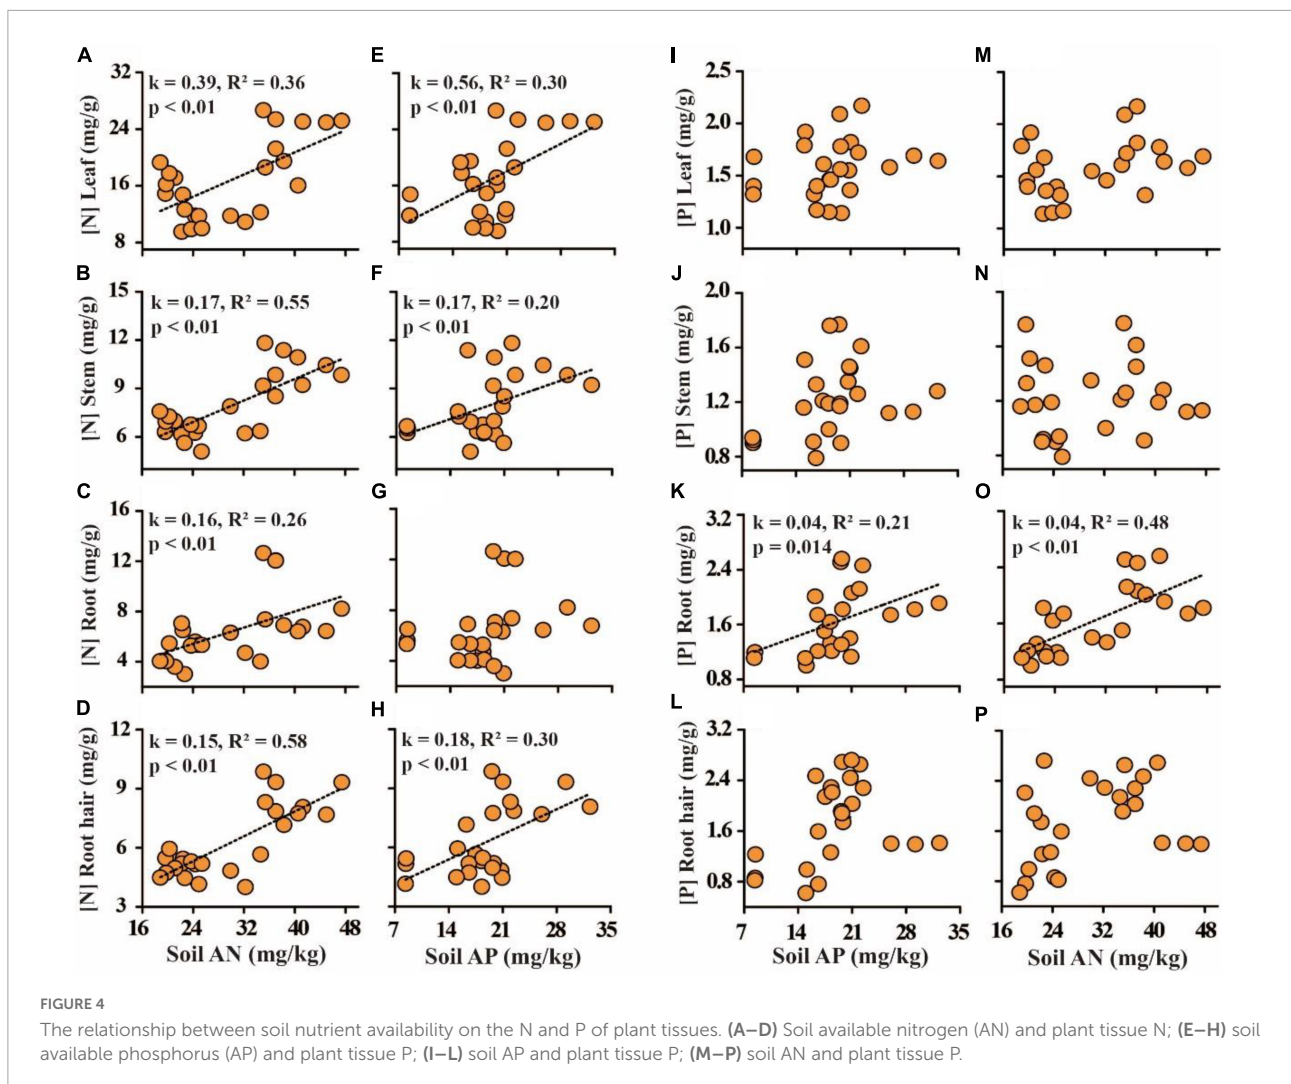 A
E
I
M
32
24
16
8
[N] Leaf (mg/g)
k = 0.39, R² = 0.36
p < 0.01
k = 0.56, R² = 0.30
p < 0.01
2.5
2.0
1.5
1.0
[P] Leaf (mg/g)
B
F
J
N
15
12
9
6
[N] Stem (mg/g)
k = 0.17, R² = 0.55
p < 0.01
k = 0.17, R² = 0.20
p < 0.01
2.0
1.6
1.2
0.8
[P] Stem (mg/g)
C
G
K
O
16
12
8
4
[N] Root (mg/g)
k = 0.16, R² = 0.26
p < 0.01
3.2
2.4
1.6
0.8
[P] Root (mg/g)
k = 0.04, R² = 0.21
p = 0.014
k = 0.04, R² = 0.48
p < 0.01
D
H
L
P
12
9
6
3
[N] Root hair (mg/g)
k = 0.15, R² = 0.58
p < 0.01
k = 0.18, R² = 0.30
p < 0.01
3.2
2.4
1.6
0.8
[P] Root hair (mg/g)
16 24 32 40 48
7 14 21 28 35
7 14 21 28 35
16 24 32 40 48
Soil AN (mg/kg)
Soil AP (mg/kg)
Soil AP (mg/kg)
Soil AN (mg/kg)
FIGURE 4
The relationship between soil nutrient availability on the N and P of plant tissues. (A–D) Soil available nitrogen (AN) and plant tissue N; (E–H) soil
available phosphorus (AP) and plant tissue P; (I–L) soil AP and plant tissue P; (M–P) soil AN and plant tissue P.